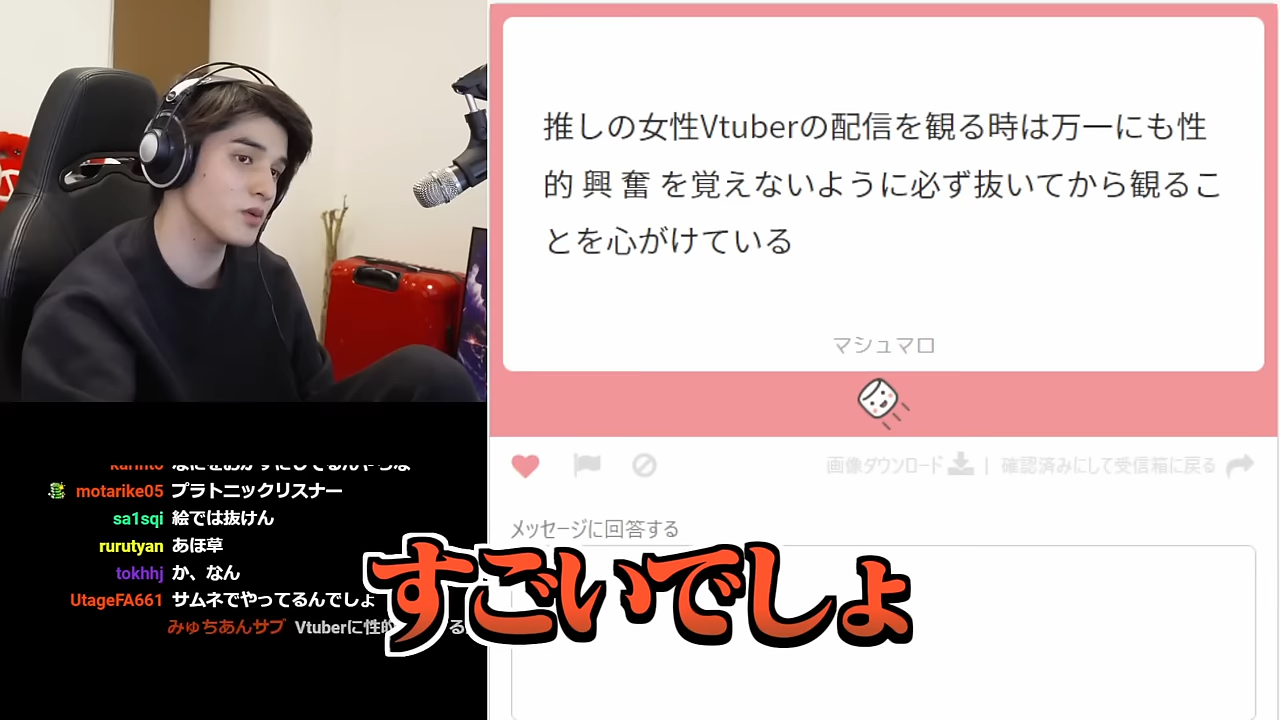 推しの女性Vtuberの配信を観る時は万一にも性
的 興 奮 を覚えないように必ず抜いてから観るこ
とを心がけている
マシュマロ
画像ダウンロード | 確認済みにして受信箱に戻る
メッセージに回答する
motarike05 プラトニックリスナー
sa1sqi 絵では抜けん
rurutyan あほ草
tokhhj か、なん
UtageFA661 サムネでやってるんでしょ
みゅちあんサブ Vtuberに性的
すごいでしょ